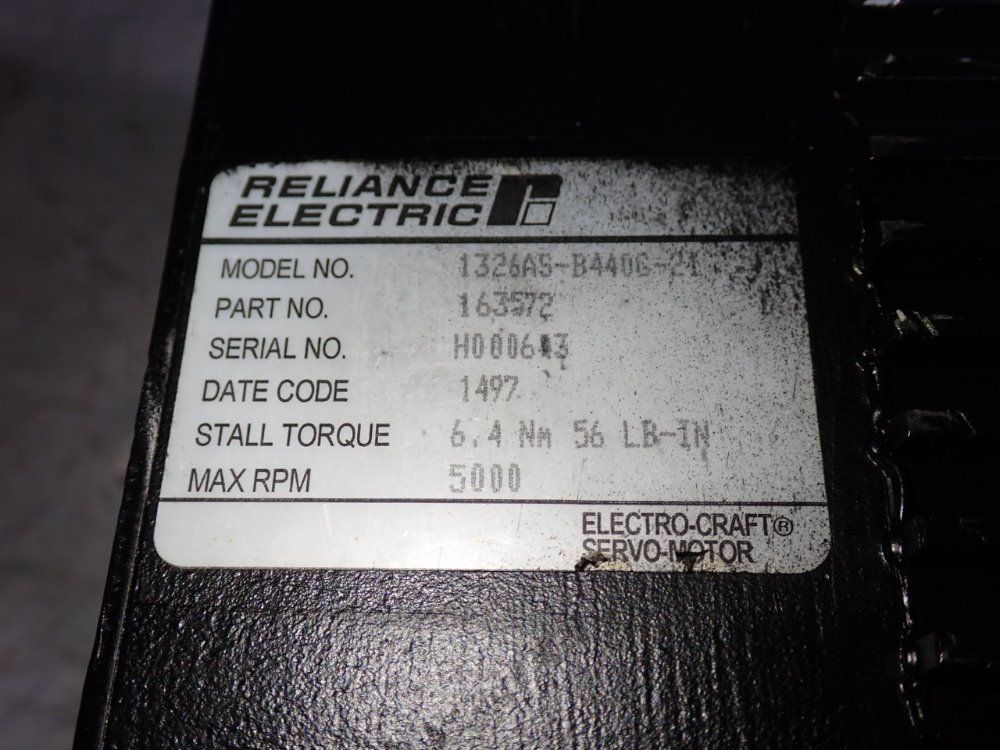 RELIANCE
ELECTRIC
MODEL NO. 1326AS-B440G-21
PART NO. 163572 D
SERIAL NO. H000643
DATE CODE 1497
STALL TORQUE 6.4 Nm 56 LB-IN
MAX RPM 5000
ELECTRO-CRAFT®
SERVO-MOTOR